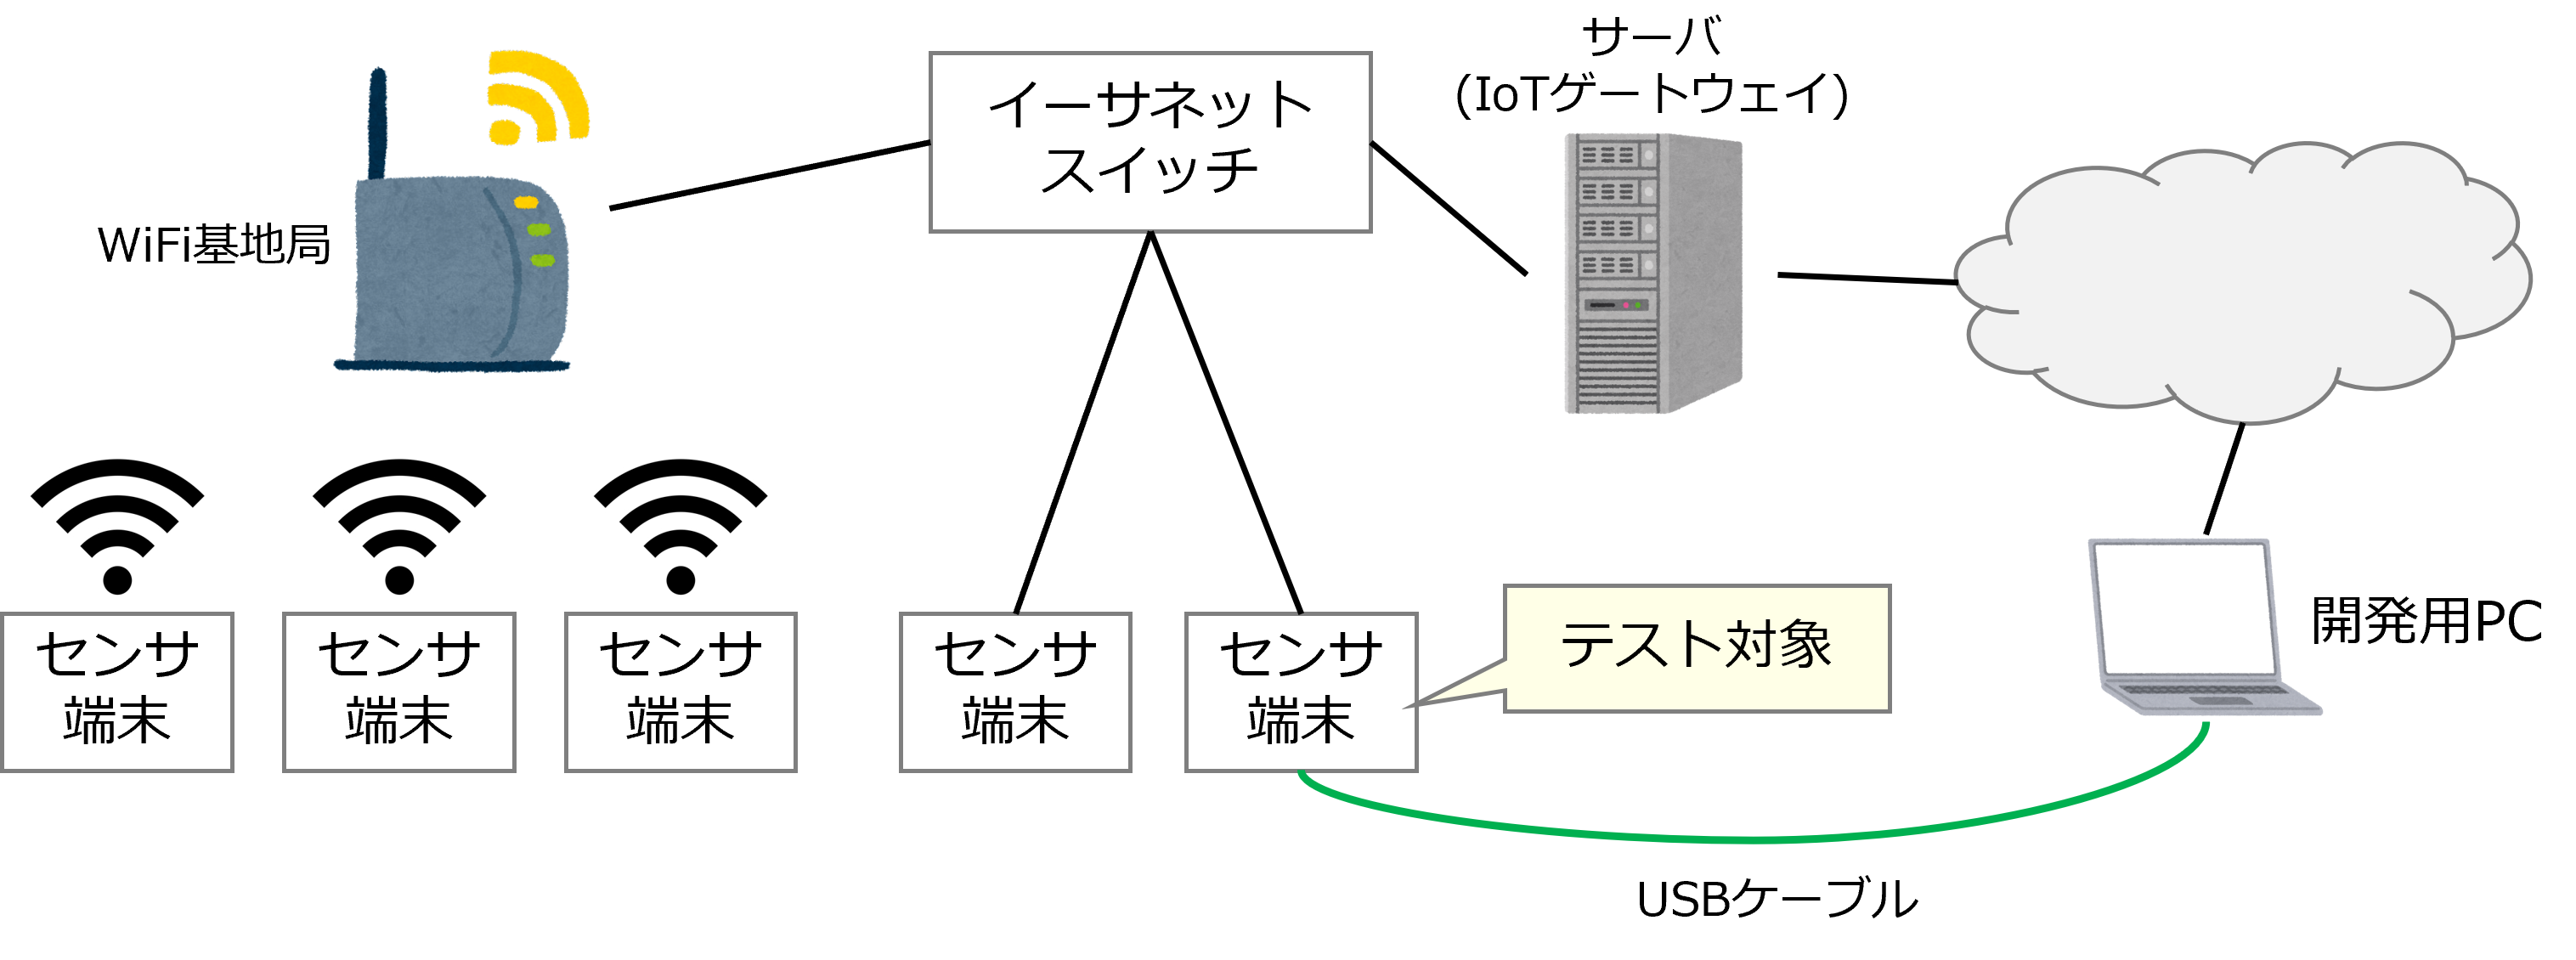 サーバ
(IoTゲートウェイ)
イーサネット
スイッチ
WiFi基地局
センサ
端末
センサ
端末
センサ
端末
センサ
端末
センサ
端末
テスト対象
開発用PC
USBケーブル